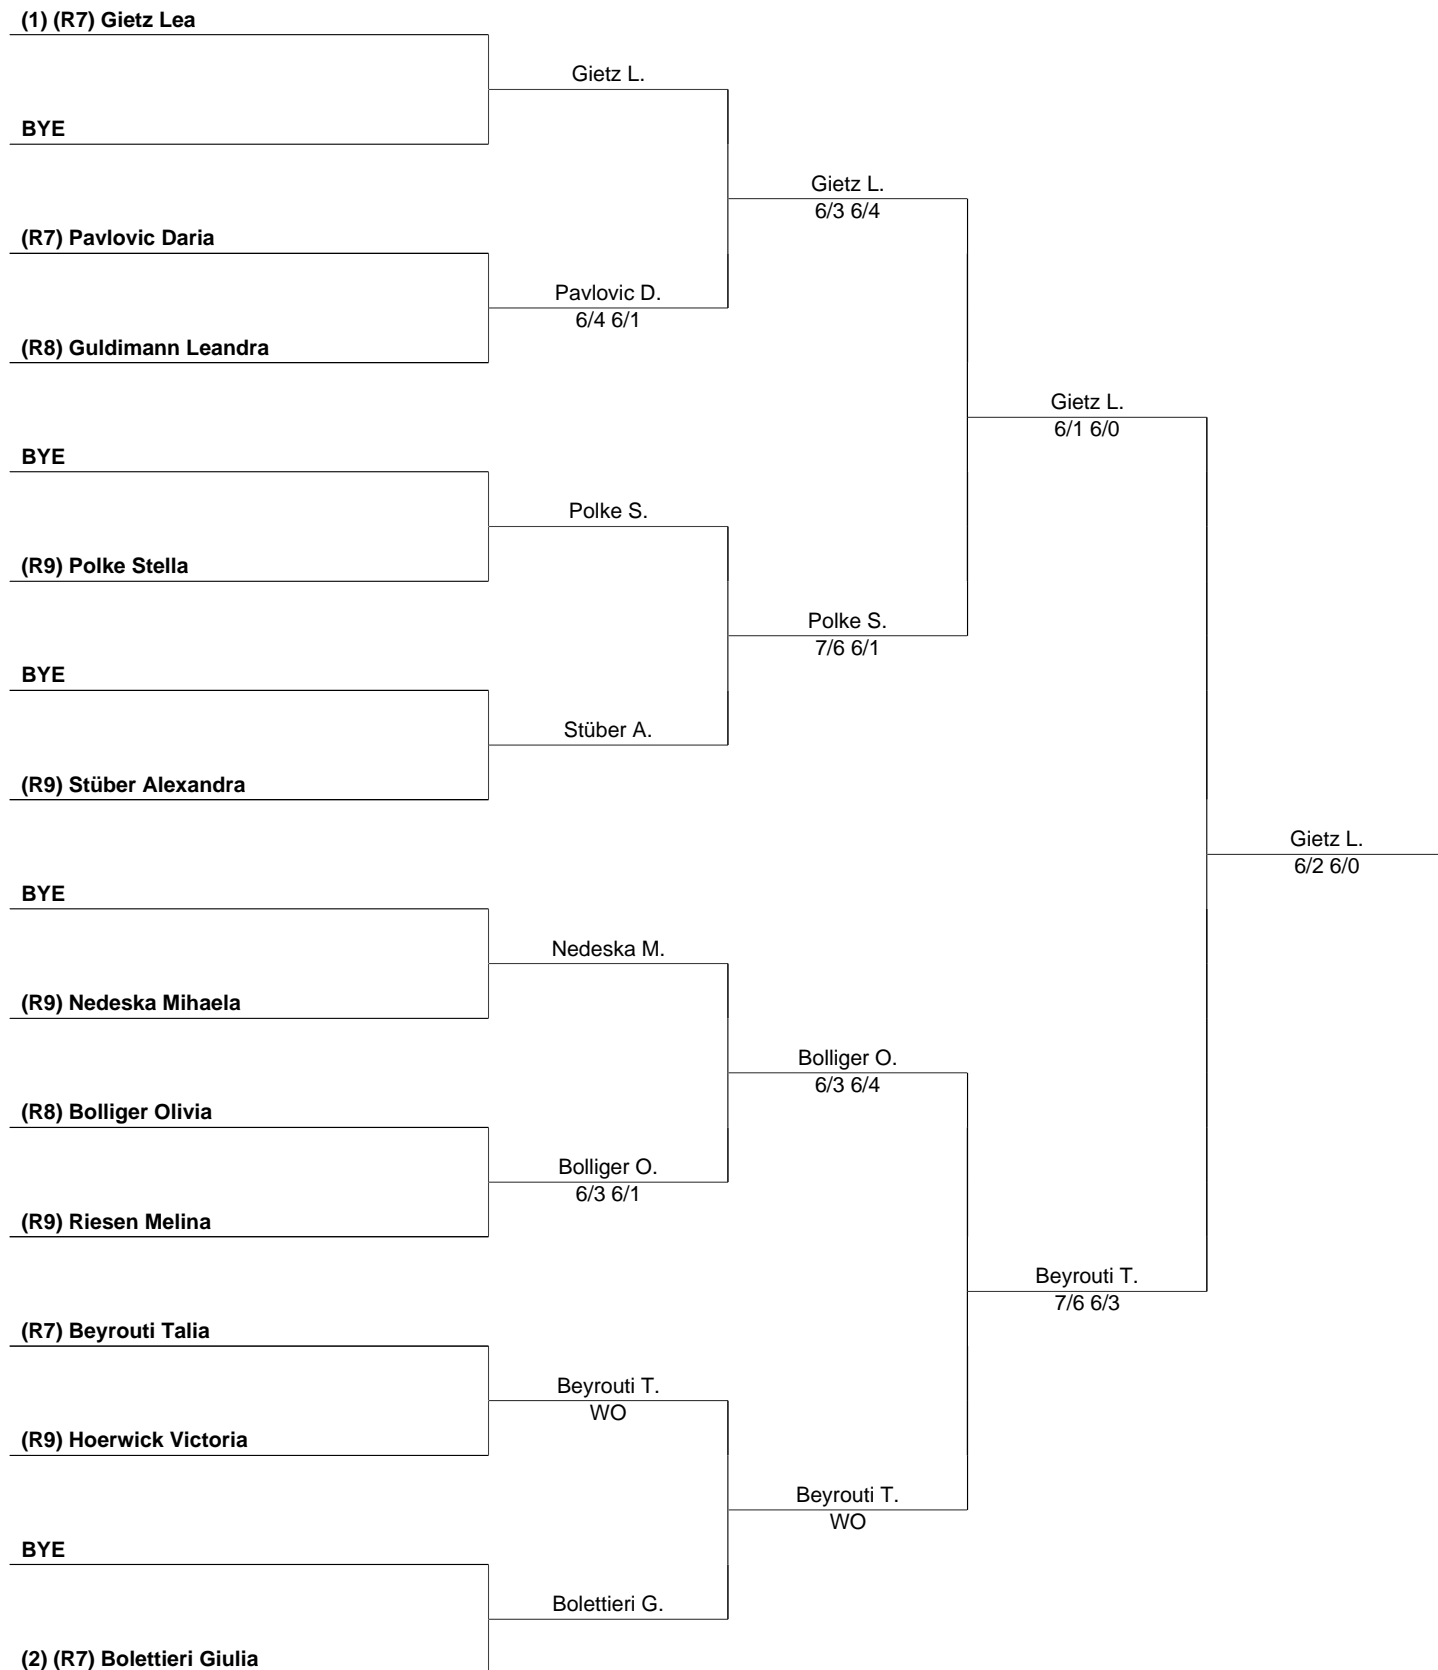 (1) (R7) Gietz Lea
Gietz L.
BYE
Gietz L.
6/3 6/4
(R7) Pavlovic Daria
Pavlovic D.
6/4 6/1
(R8) Guldimann Leandra
Gietz L.
6/1 6/0
BYE
Polke S.
(R9) Polke Stella
Polke S.
7/6 6/1
BYE
Stüber A.
(R9) Stüber Alexandra
Gietz L.
6/2 6/0
BYE
Nedeska M.
(R9) Nedeska Mihaela
Bolliger O.
6/3 6/4
(R8) Bolliger Olivia
Bolliger O.
6/3 6/1
(R9) Riesen Melina
Beyrouti T.
7/6 6/3
(R7) Beyrouti Talia
Beyrouti T.
WO
(R9) Hoerwick Victoria
Beyrouti T.
WO
BYE
Bolettieri G.
(2) (R7) Bolettieri Giulia